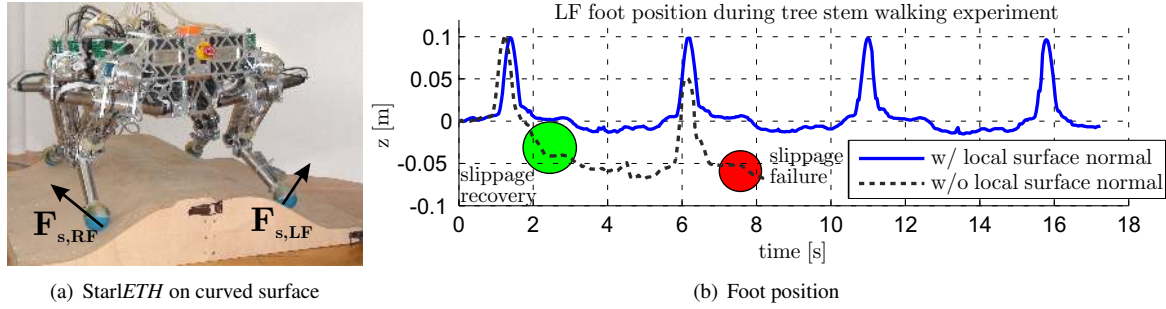 F s,RF
F s,LF
(a) StarlETH on curved surface
LF foot position during tree stem walking experiment
z [m]
0.1
0.05
0
-0.05
-0.1
slippage
recovery
slippage
failure
w/ local surface normal
w/o local surface normal
0 2 4 6 8 10 12 14 16 18
time [s]
(b) Foot position